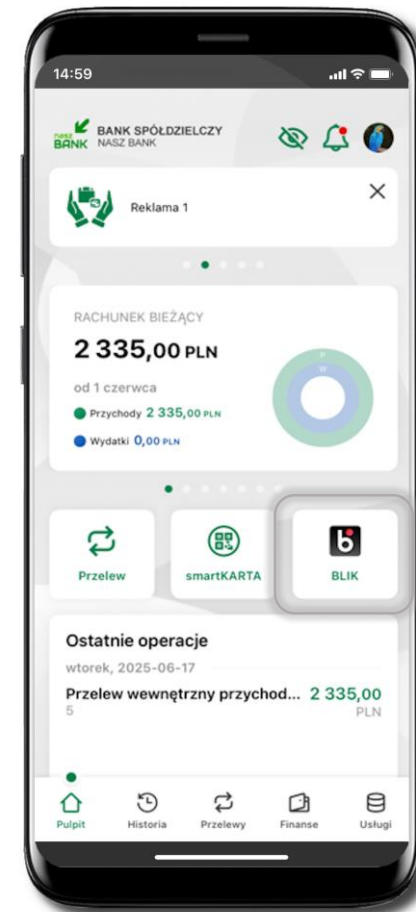 14:59
nasz BANK
BANK SPÓŁDZIELCZY
NASZ BANK
Reklama 1
RACHUNEK BIEŻĄCY
2 335,00 PLN
od 1 czerwca
Przychody 2 335,00 PLN
Wydatki 0,00 PLN
P
W
Przelew
smartKARTA
BLIK
Ostatnie operacje
wtorek, 2025-06-17
Przelew wewnętrzny przychod... 2 335,00
5 PLN
Pulpit Historia Przelewy Finanse Usługi